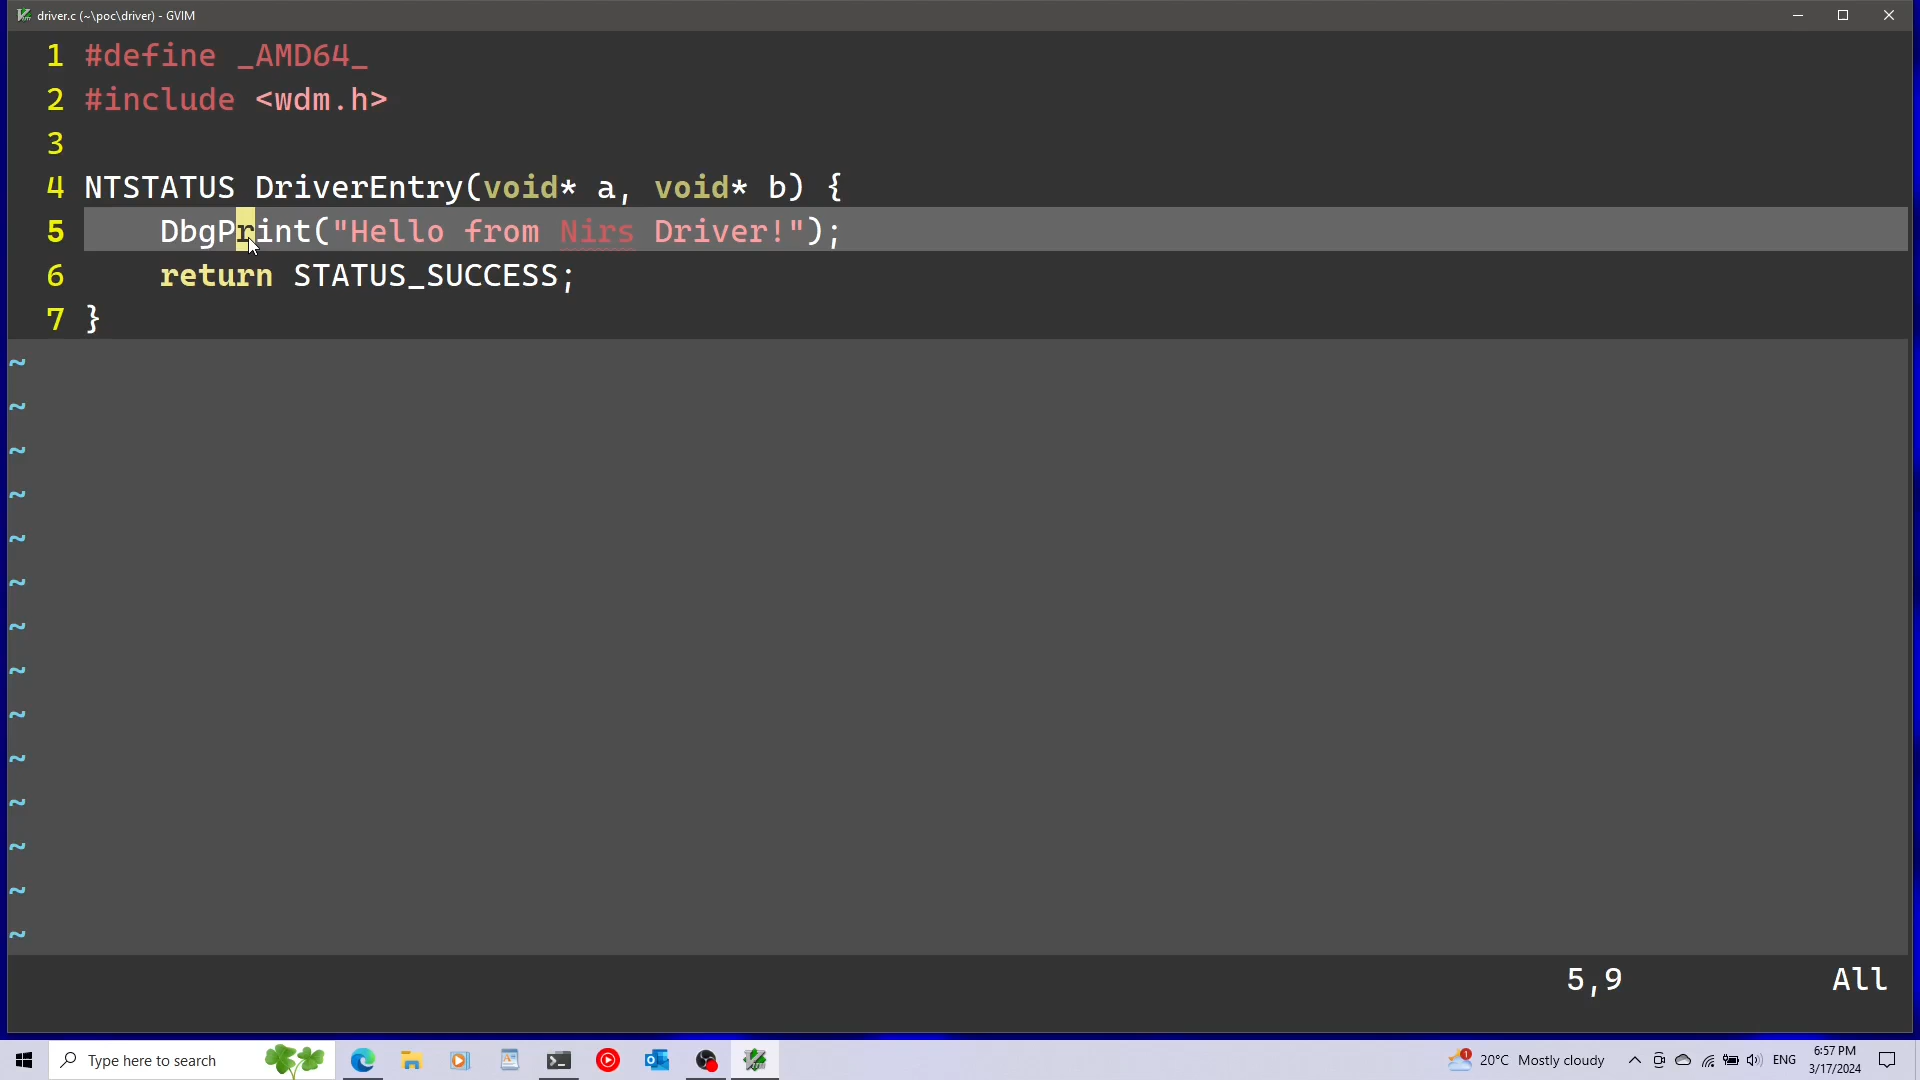 driver.c (~\poc\driver) - GVIM
1 #define _AMD64_
2 #include <wdm.h>
3
4 NTSTATUS DriverEntry(void* a, void* b) {
5     DbgPrint("Hello from Nirs Driver!");
6     return STATUS_SUCCESS;
7 }
~
~
~
~
~
~
~
~
~
~
~
~
~
~
5,9 All
Type here to search
1 20°C Mostly cloudy ENG 6:57 PM
3/17/2024